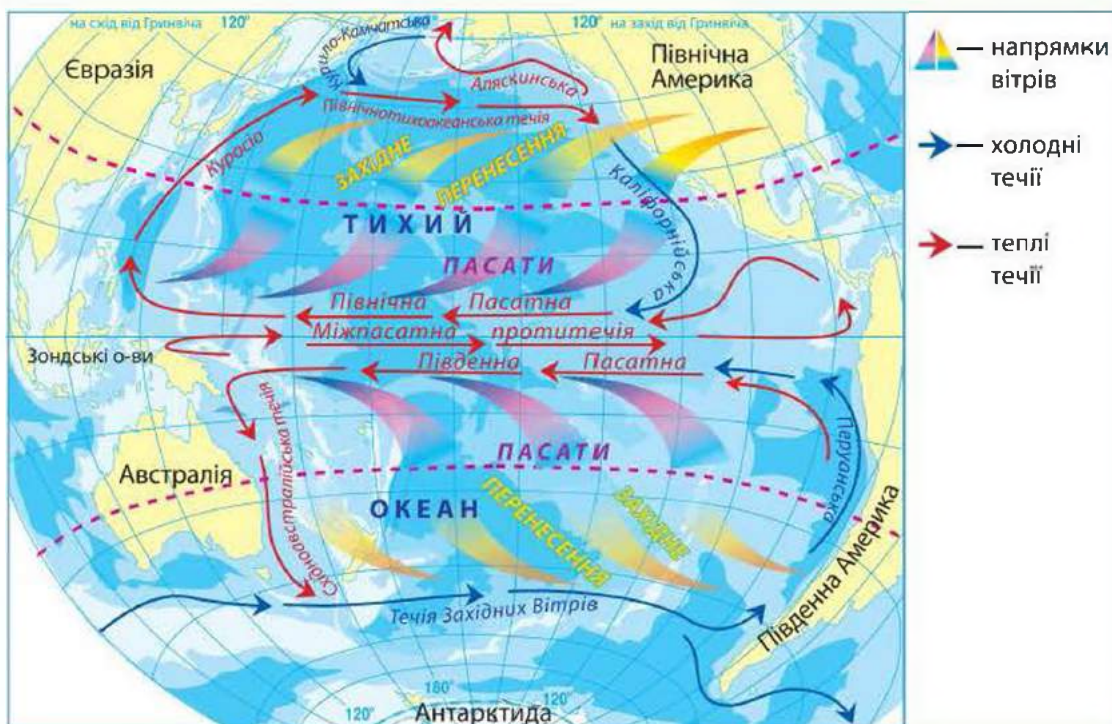 на схід від Гринвіча
120°
120°
на захід від Гринвіча
Євразія
Північна
Америка
Курило-Камчатська
Аляскинська
Північнотихоокеанська течія
Куросіо
ЗАХІДНЕ
ПЕРЕНЕСЕННЯ
Каліфорнійська
ТИХИЙ
ПАСАТИ
Північна Пасатна
Міжпасатна протитечія
Зондські о-ви
Південна Пасатна
Східноавстралійська течія
Перуанська
ПАСАТИ
Австралія
ОКЕАН
ПЕРЕНЕСЕННЯ
ЗАХІДНЕ
Течія Західних Вітрів
Південна Америка
180°
120°
120°
Антарктида
— напрямки
вітрів
— холодні
течії
— теплі
течії